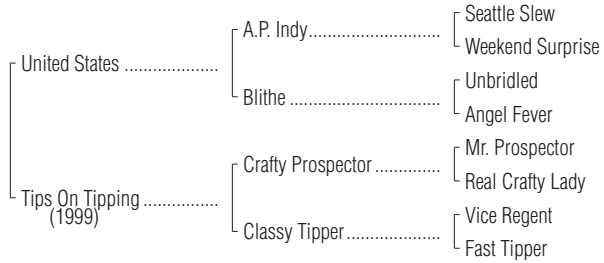 Seattle Slew
A.P. Indy...........................
Weekend Surprise
United States ...................
Unbridled
Blithe ...............................
Angel Fever
Mr. Prospector
Crafty Prospector .............
Real Crafty Lady
Tips On Tipping ...............
(1999)
Vice Regent
Classy Tipper...................
Fast Tipper